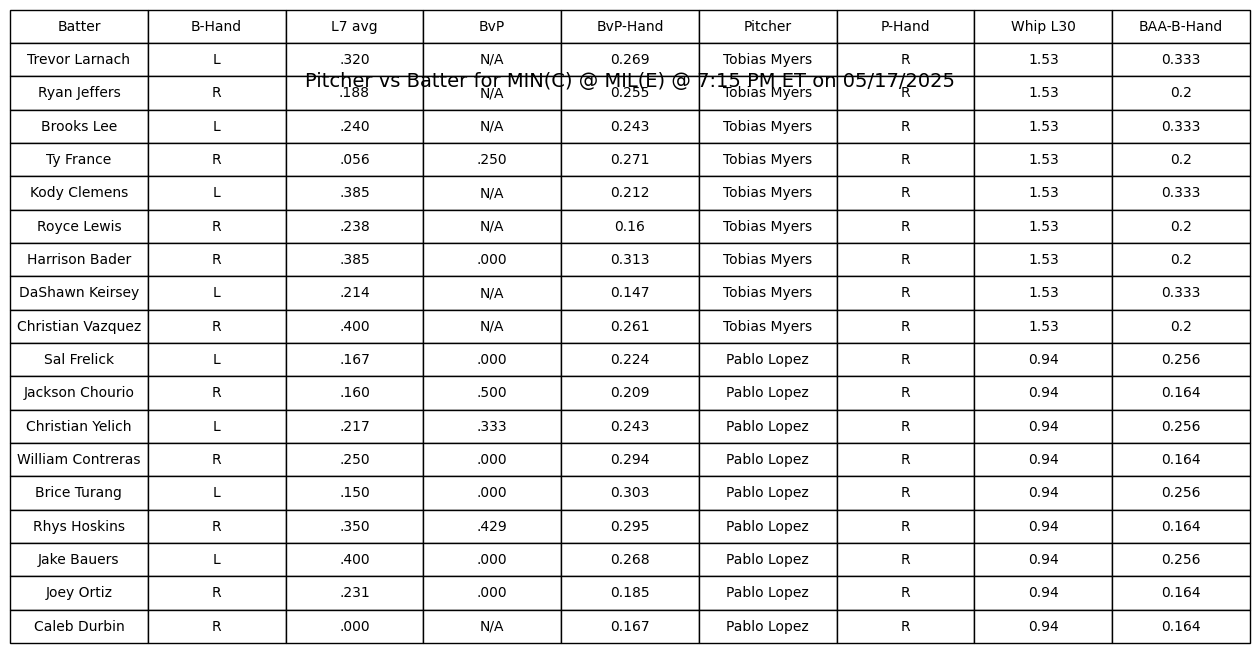 Batter B-Hand L7 avg BvP BvP-Hand Pitcher P-Hand Whip L30 BAA-B-Hand
Trevor Larnach L .320 N/A 0.269 Tobias Myers R 1.53 0.333
Pitcher vs Batter for MIN(C) @ MIL(E) @ 7:15 PM ET on 05/17/2025
Ryan Jeffers R .188 N/A 0.255 Tobias Myers R 1.53 0.2
Brooks Lee L .240 N/A 0.243 Tobias Myers R 1.53 0.333
Ty France R .056 .250 0.271 Tobias Myers R 1.53 0.2
Kody Clemens L .385 N/A 0.212 Tobias Myers R 1.53 0.333
Royce Lewis R .238 N/A 0.16 Tobias Myers R 1.53 0.2
Harrison Bader R .385 .000 0.313 Tobias Myers R 1.53 0.2
DaShawn Keirsey L .214 N/A 0.147 Tobias Myers R 1.53 0.333
Christian Vazquez R .400 N/A 0.261 Tobias Myers R 1.53 0.2
Sal Frelick L .167 .000 0.224 Pablo Lopez R 0.94 0.256
Jackson Chourio R .160 .500 0.209 Pablo Lopez R 0.94 0.164
Christian Yelich L .217 .333 0.243 Pablo Lopez R 0.94 0.256
William Contreras R .250 .000 0.294 Pablo Lopez R 0.94 0.164
Brice Turang L .150 .000 0.303 Pablo Lopez R 0.94 0.256
Rhys Hoskins R .350 .429 0.295 Pablo Lopez R 0.94 0.164
Jake Bauers L .400 .000 0.268 Pablo Lopez R 0.94 0.256
Joey Ortiz R .231 .000 0.185 Pablo Lopez R 0.94 0.164
Caleb Durbin R .000 N/A 0.167 Pablo Lopez R 0.94 0.164